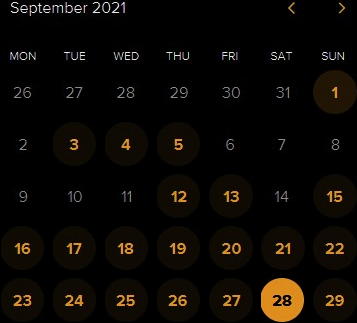 September 2021
MON TUE WED THU FRI SAT SUN
26 27 28 29 30 31 1
2 3 4 5 6 7 8
9 10 11 12 13 14 15
16 17 18 19 20 21 22
23 24 25 26 27 28 29